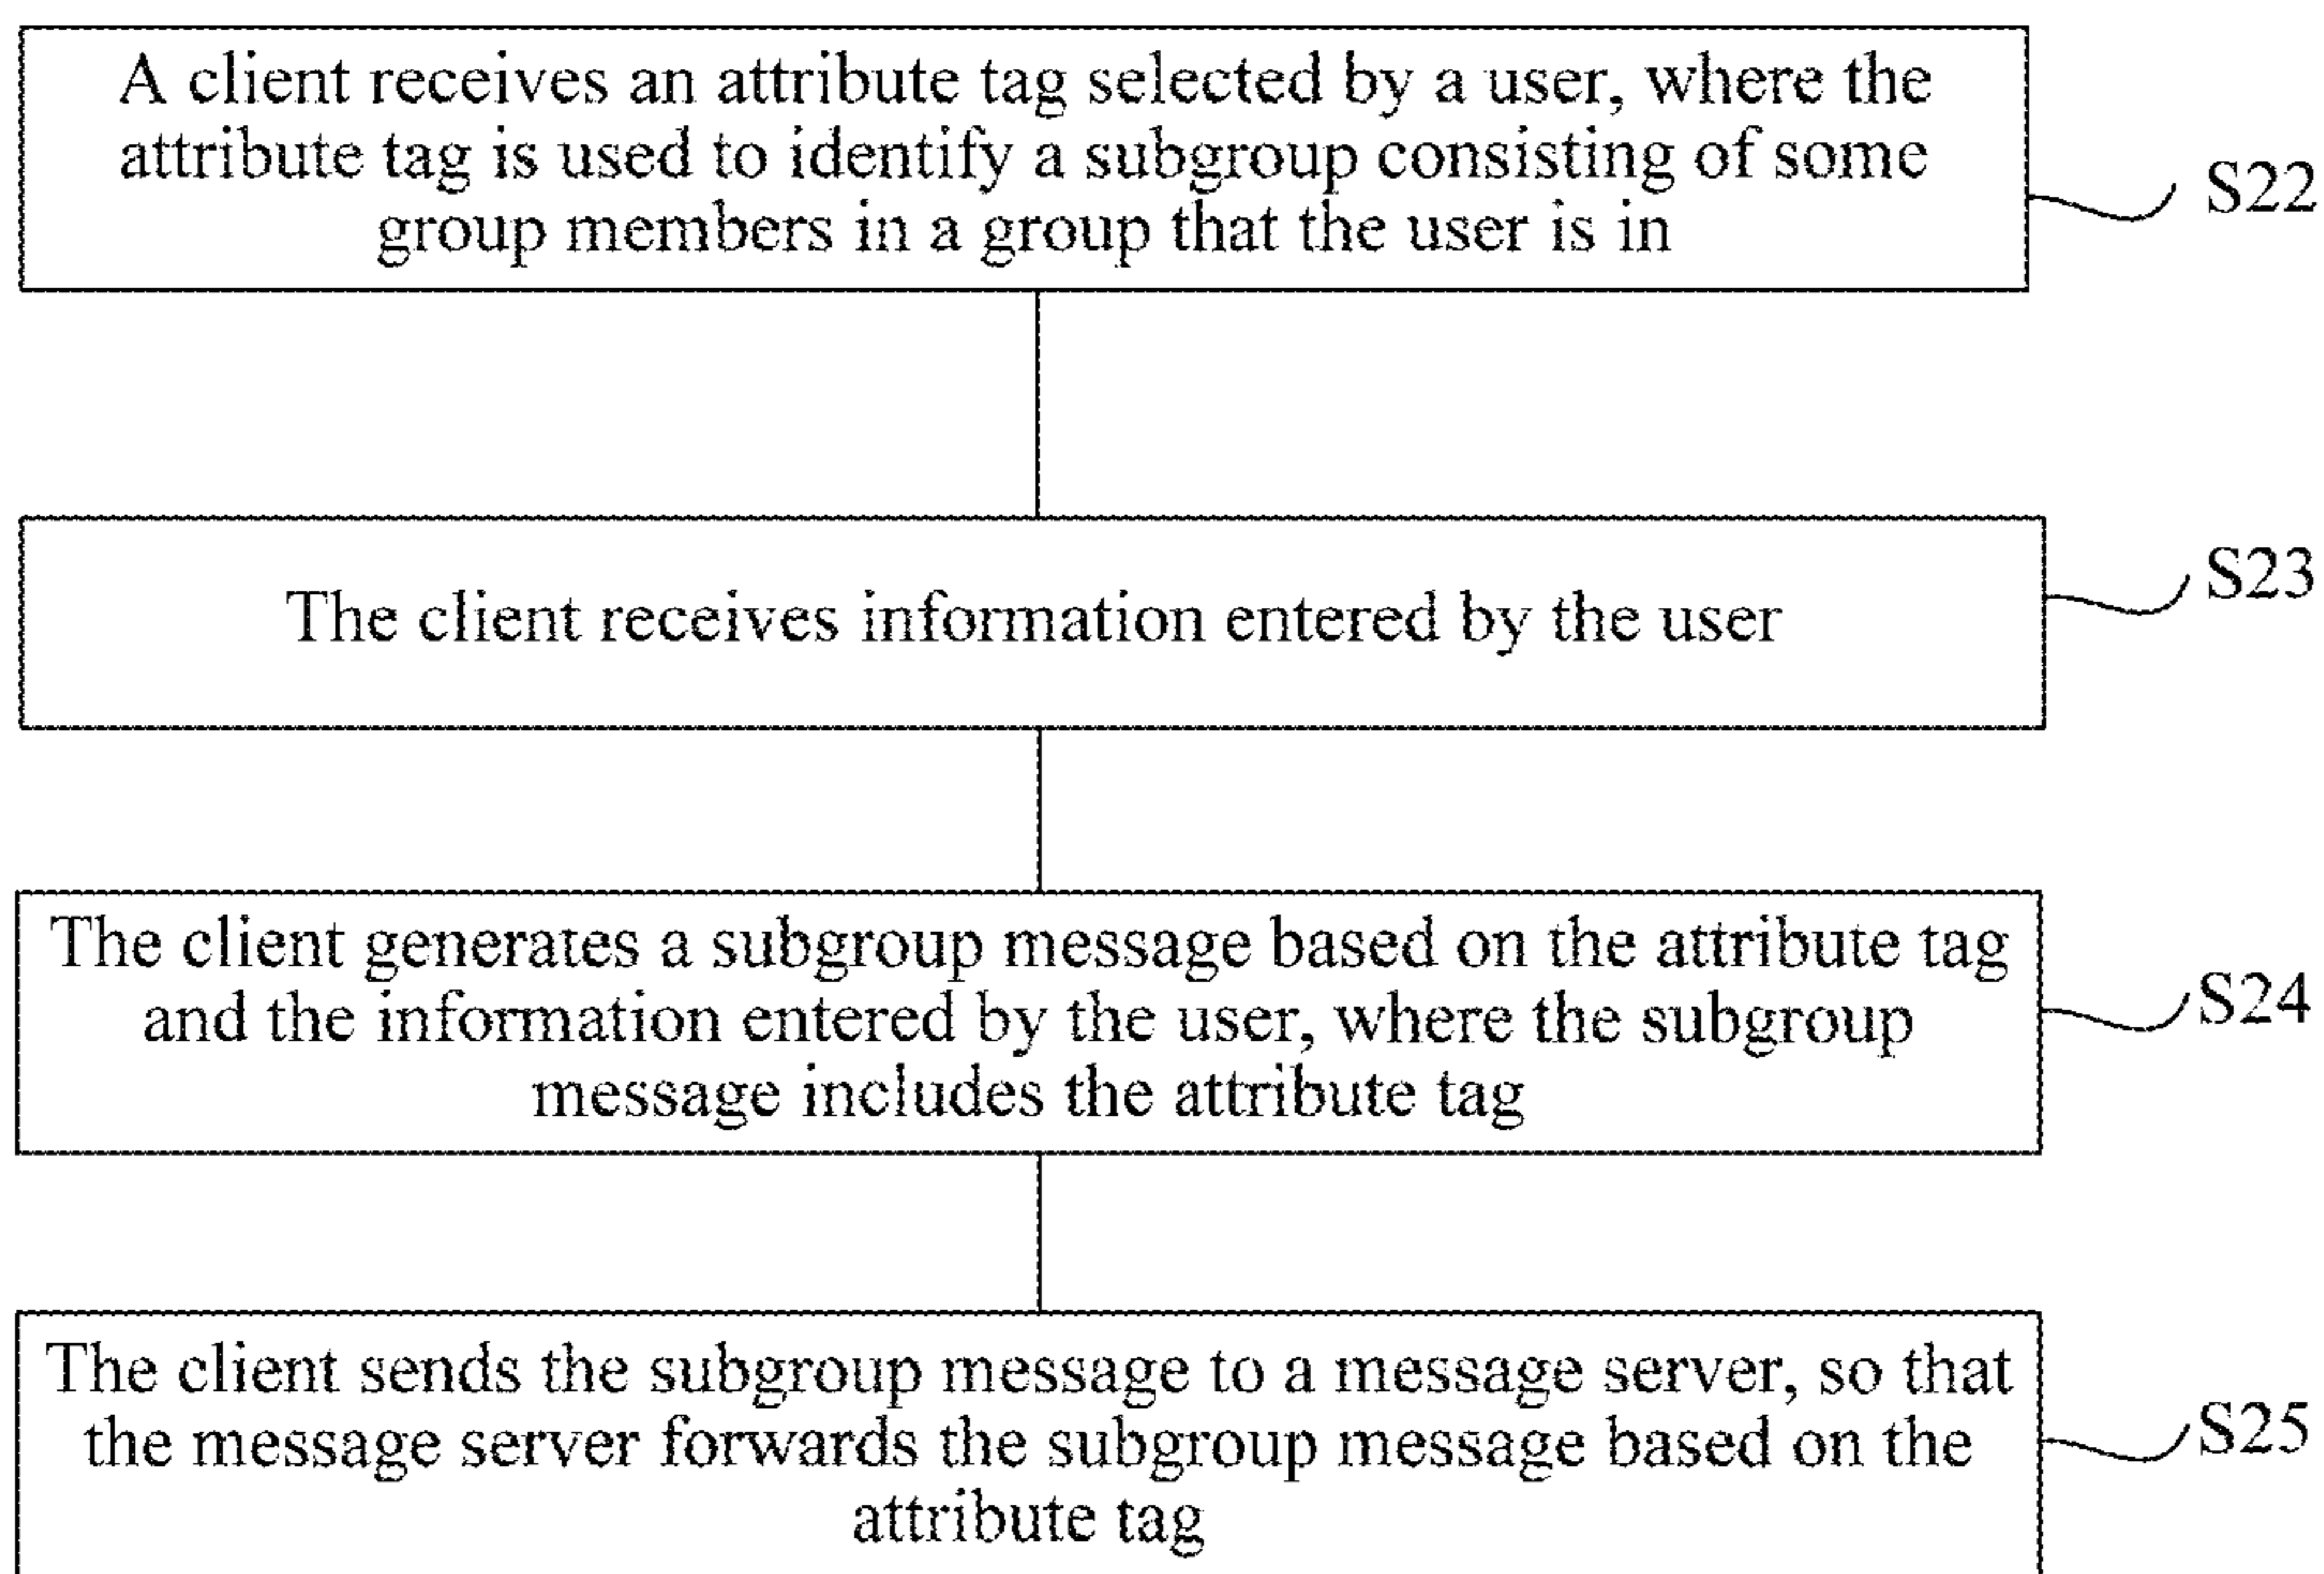 A client receives an attribute tag selected by a user, where the
attribute tag is used to identify a subgroup consisting of some
group members in a group that the user is in
S22
The client receives information entered by the user
S23
The client generates a subgroup message based on the attribute tag
and the information entered by the user, where the subgroup
message includes the attribute tag
S24
The client sends the subgroup message to a message server, so that
the message server forwards the subgroup message based on the
attribute tag
S25